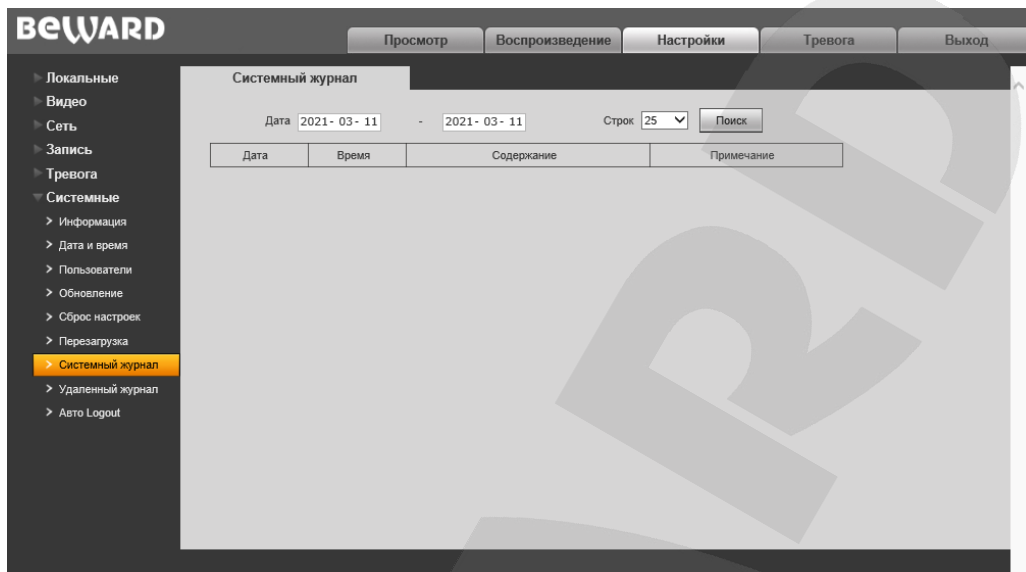 BEWARD
Просмотр Воспроизведение Настройки Тревога Выход
Локальные
Видео
Сеть
Запись
Тревога
Системные
Информация
Дата и время
Пользователи
Обновление
Сброс настроек
Перезагрузка
Системный журнал
Удаленный журнал
Авто Logout
Системный журнал
Дата 2021- 03- 11 - 2021- 03- 11 Строк 25 Поиск
Дата Время Содержание Примечание